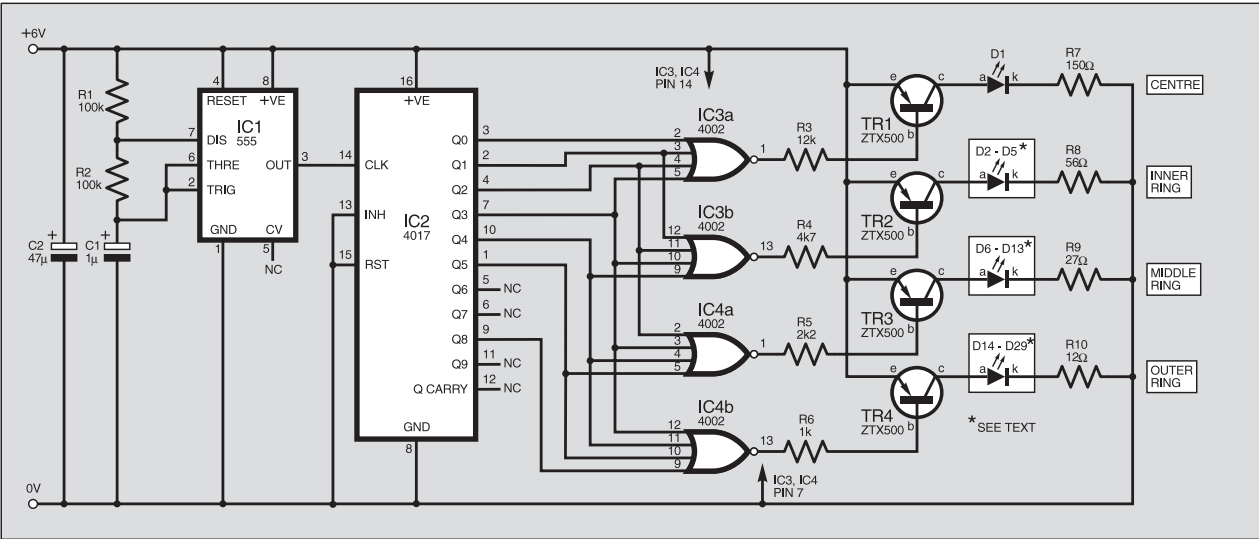 +6V
R1
100k
R2
100k
C2
47µ
+
C1
1µ
+
0V
4
8
RESET
+VE
IC1
555
7
DIS
6
THRE
2
TRIG
OUT
3
GND
CV
1
5
NC
16
+VE
14
CLK
13
INH
15
RST
IC2
4017
GND
8
Q0
3
Q1
2
Q2
4
Q3
7
Q4
10
Q5
1
Q6
5
NC
Q7
6
NC
Q8
9
Q9
11
NC
Q CARRY
12
NC
IC3, IC4
PIN 14
IC3a
4002
2
3
4
5
1
R3
12k
IC3b
4002
12
11
10
9
13
R4
4k7
IC4a
4002
2
3
4
5
1
R5
2k2
IC4b
4002
12
11
10
9
13
R6
1k
IC3, IC4
PIN 7
e
c
b
TR1
ZTX500
D1
a
k
R7
150Ω
CENTRE
e
c
b
TR2
ZTX500
D2 - D5*
a
k
R8
56Ω
INNER
RING
e
c
b
TR3
ZTX500
D6 - D13*
a
k
R9
27Ω
MIDDLE
RING
e
c
b
TR4
ZTX500
D14 - D29*
a
k
R10
12Ω
OUTER
RING
*SEE TEXT